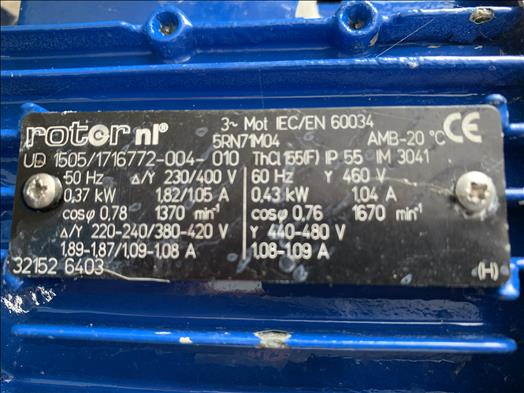 rotor nl® 3~ Mot IEC/EN 60034 CE
5RN71M04 AMB-20 °C
UD 1505/1716772-004-010 ThCl.155(F) IP 55 IM 3041
50 Hz Δ/Y 230/400 V 60 Hz Y 460 V
0,37 kW 1.82/1.05 A 0,43 kW 1.04 A
cosφ 0,78 1370 min⁻¹ cosφ 0,76 1670 min⁻¹
Δ/Y 220-240/380-420 V Y 440-480 V
1.89-1.87/1.09-1.08 A 1.08-1.09 A
321526 6403 (H)